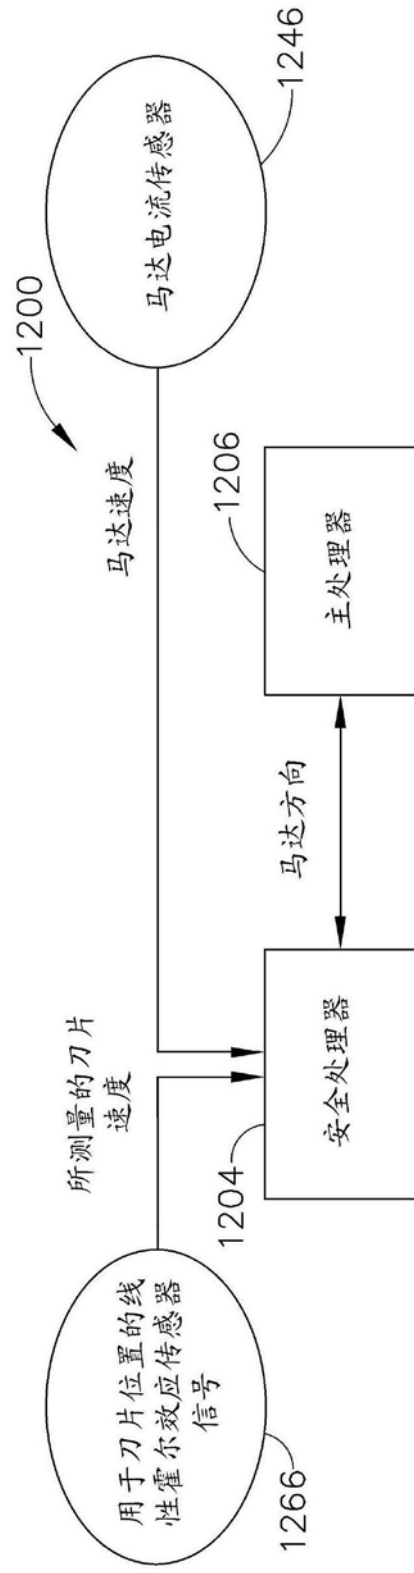 1200
用于刀片位置的线
性霍尔效应传感器
信号
1266
所测量的刀片
速度
马达速度
马达电流传感器
1246
1204
安全处理器
马达方向
1206
主处理器